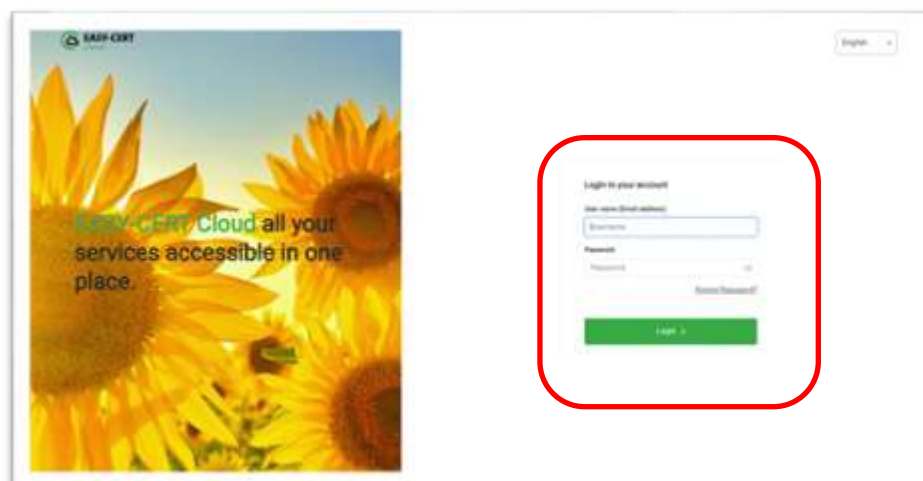 EASY-CERT
English
EASY-CERT Cloud all your
services accessible in one
place.
Login to your account
User name (Email address)
Username
Password
Password
Forgot Password?
Login >